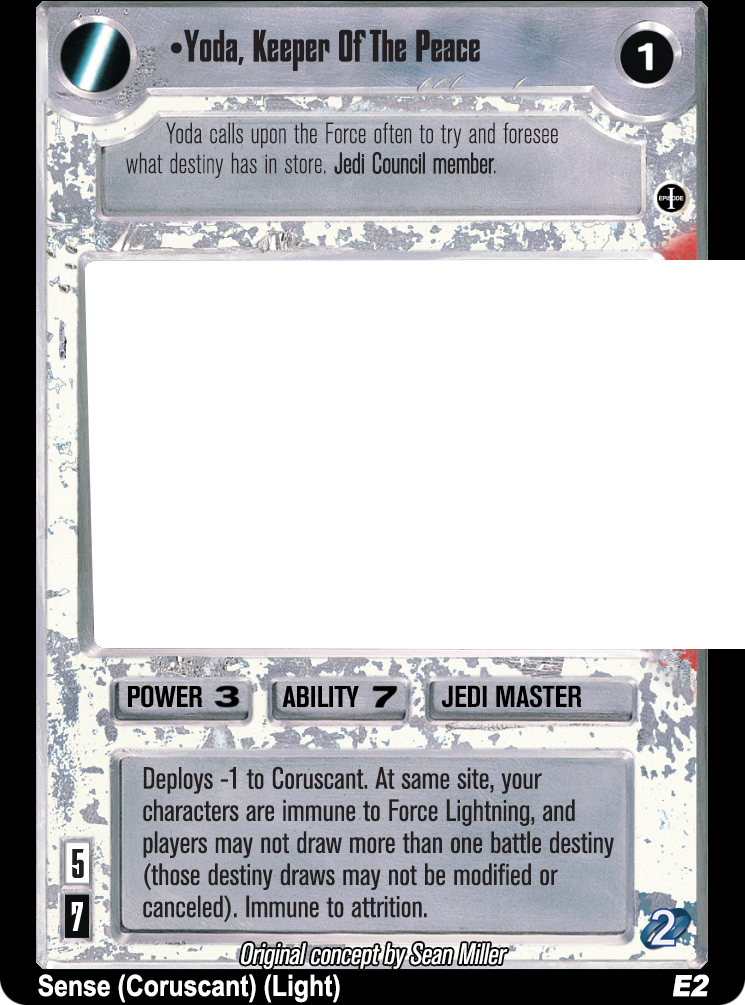 •Yoda, Keeper Of The Peace
1
Yoda calls upon the Force often to try and foresee
what destiny has in store. Jedi Council member.
EPISODE I
POWER 3 ABILITY 7 JEDI MASTER
Deploys -1 to Coruscant. At same site, your
characters are immune to Force Lightning, and
players may not draw more than one battle destiny
(those destiny draws may not be modified or
canceled). Immune to attrition.
5
7
2
Original concept by Sean Miller
Sense (Coruscant) (Light) E2